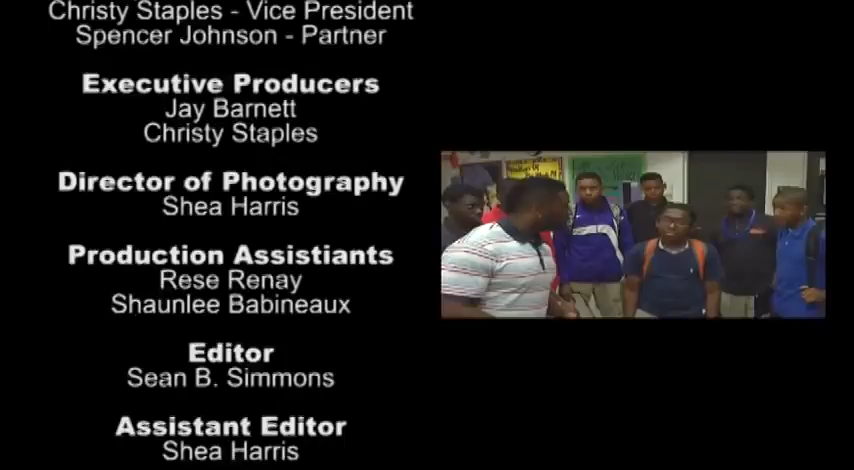 Christy Staples - Vice President
Spencer Johnson - Partner
Executive Producers
Jay Barnett
Christy Staples
Director of Photography
Shea Harris
Production Assistiants
Rese Renay
Shaunlee Babineaux
Editor
Sean B. Simmons
Assistant Editor
Shea Harris